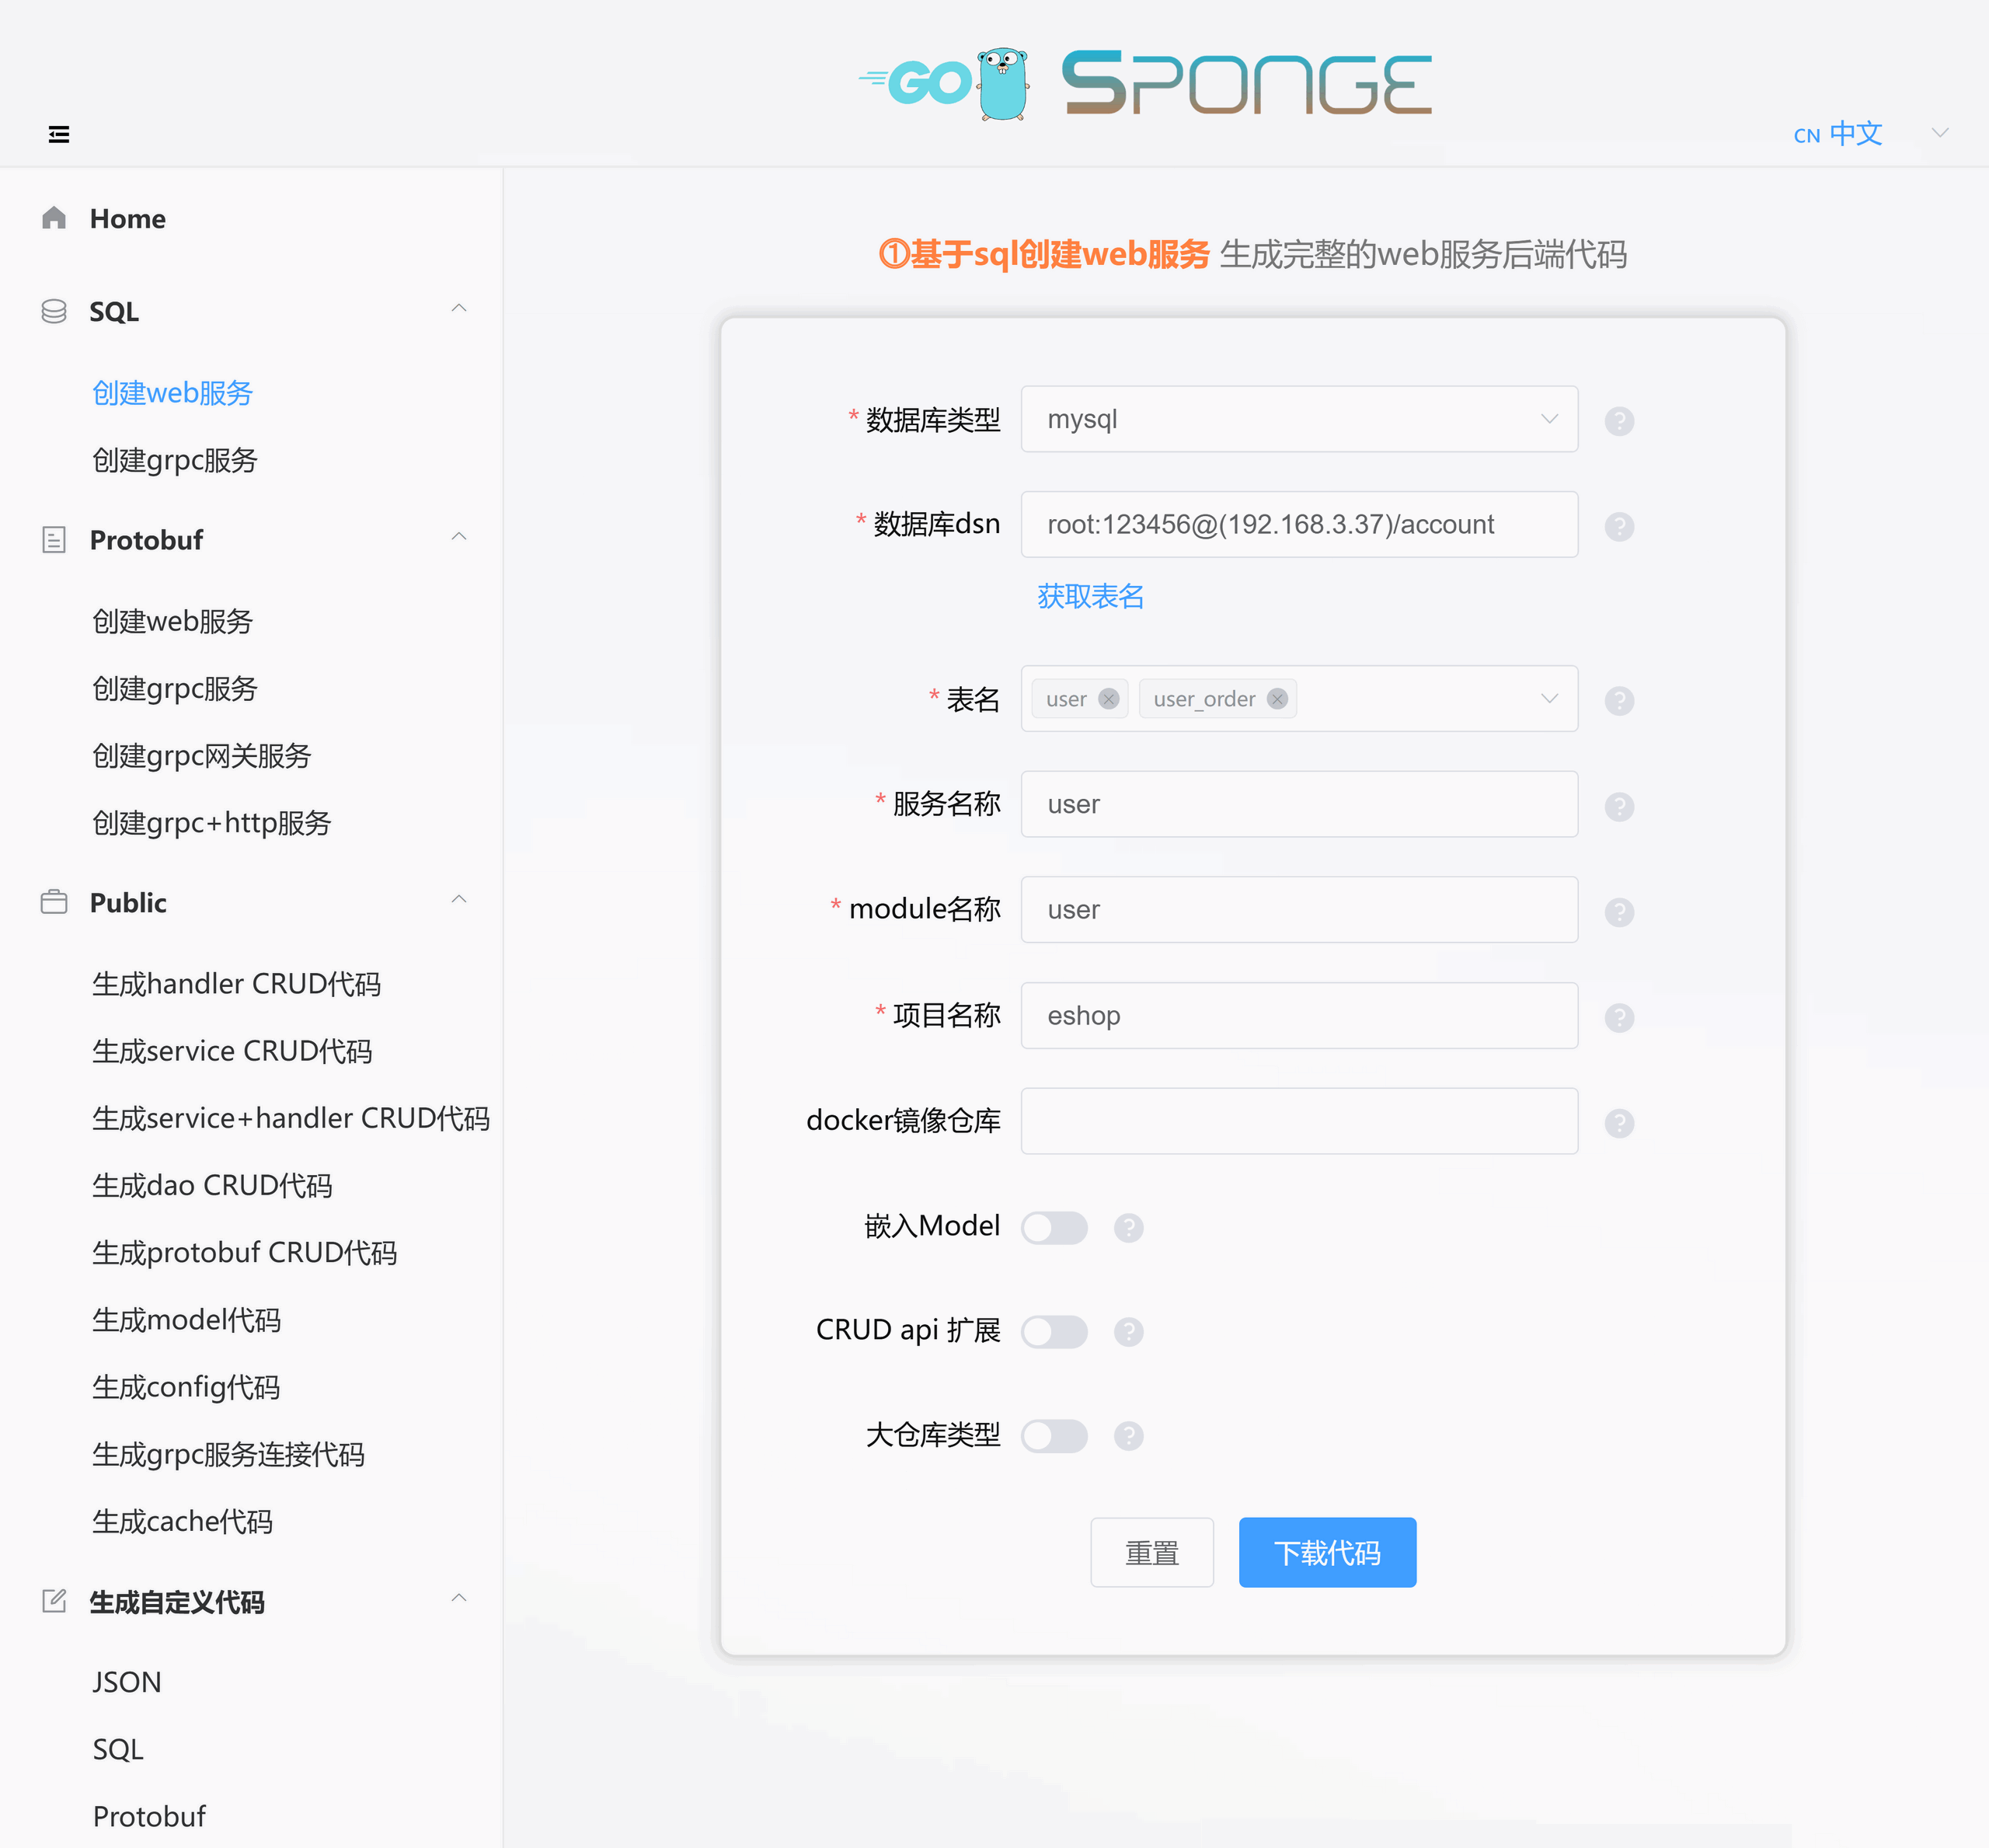 GO SPONGE
CN 中文
Home
SQL
创建web服务
创建grpc服务
Protobuf
创建web服务
创建grpc服务
创建grpc网关服务
创建grpc+http服务
Public
生成handler CRUD代码
生成service CRUD代码
生成service+handler CRUD代码
生成dao CRUD代码
生成protobuf CRUD代码
生成model代码
生成config代码
生成grpc服务连接代码
生成cache代码
生成自定义代码
JSON
SQL
Protobuf
①基于sql创建web服务 生成完整的web服务后端代码
* 数据库类型 mysql ?
* 数据库dsn root:123456@(192.168.3.37)/account ?
获取表名
* 表名 user user_order ?
* 服务名称 user ?
* module名称 user ?
* 项目名称 eshop ?
docker镜像仓库 ?
嵌入Model ?
CRUD api 扩展 ?
大仓库类型 ?
重置 下载代码